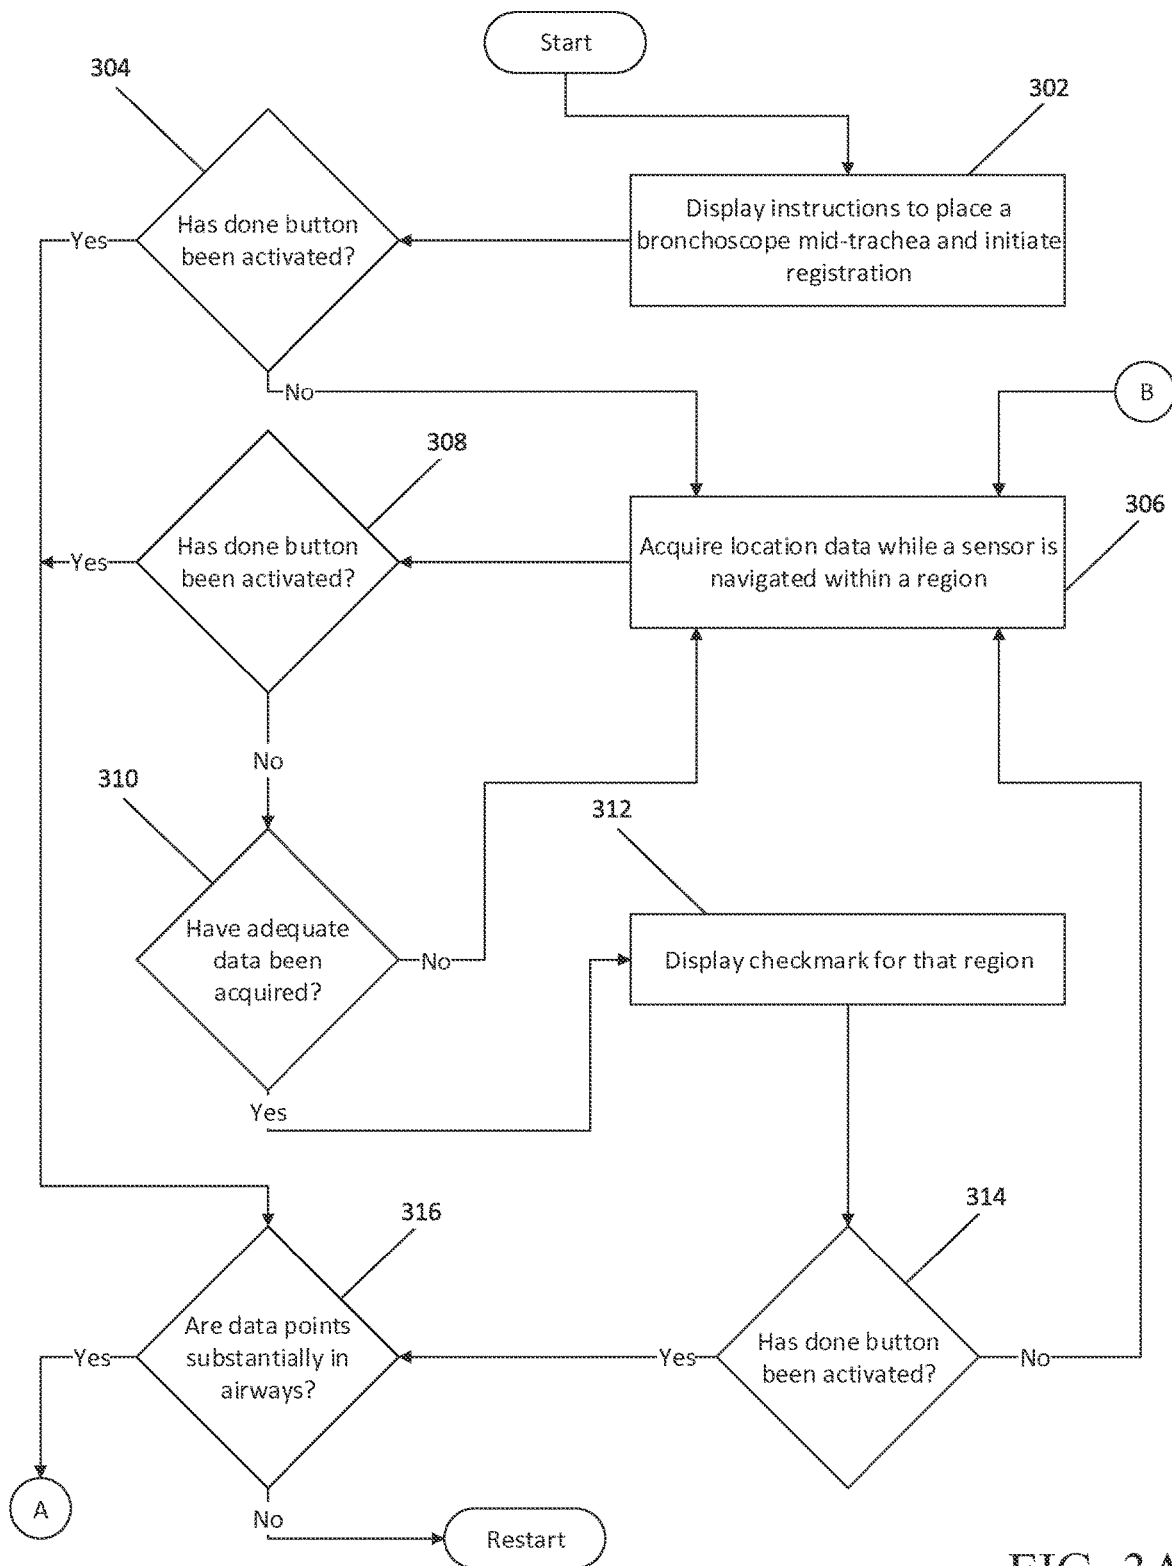 Start
304
302
Has done button
been activated?
Display instructions to place a
bronchoscope mid-trachea and initiate
registration
Yes
No
B
308
306
Has done button
been activated?
Acquire location data while a sensor is
navigated within a region
Yes
No
310
312
Have adequate
data been
acquired?
No
Display checkmark for that region
Yes
316
314
Are data points
substantially in
airways?
Yes
Has done button
been activated?
Yes
No
A
No
Restart
FIG. 3A